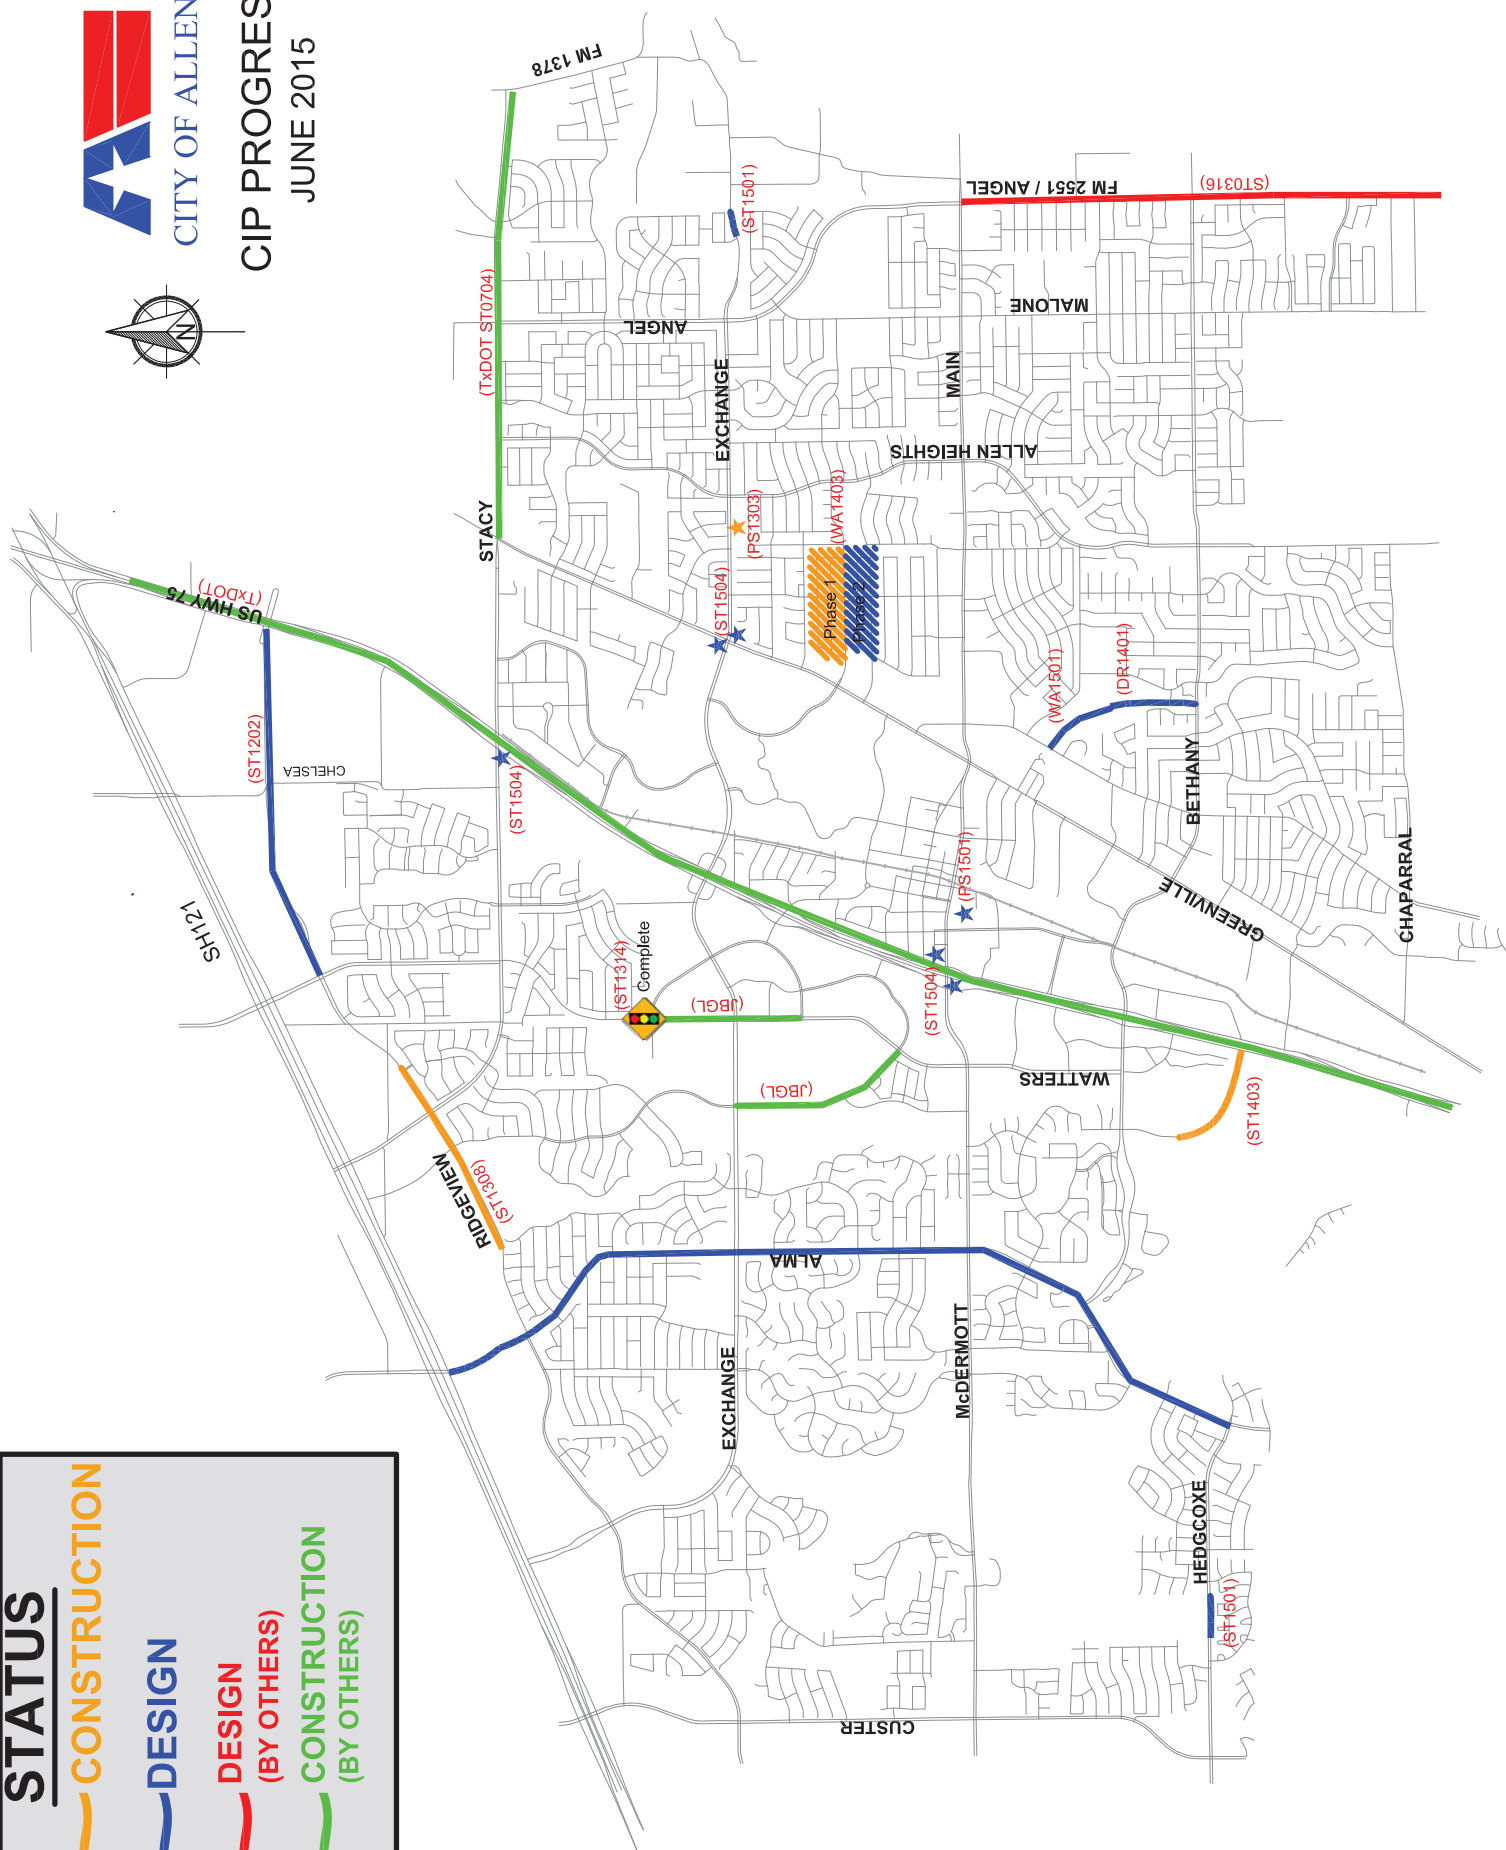 CITY OF ALLEN
CIP PROGRES
JUNE 2015
N
STATUS
CONSTRUCTION
DESIGN
DESIGN
(BY OTHERS)
CONSTRUCTION
(BY OTHERS)
SH121
US HWY 75
(TxDOT)
(ST1202)
CHELSEA
FM 1378
STACY
(TxDOT ST0704)
(ST1504)
RIDGEVIEW
(ST1308)
(ST1314)
Complete
(JBGL)
(JBGL)
ANGEL
EXCHANGE
(ST1501)
(ST1504)
(PS1303)
(WA1403)
Phase 1
Phase 2
EXCHANGE
ALMA
CUSTER
ALLEN HEIGHTS
MAIN
MALONE
FM 2551 / ANGEL
(ST0316)
(PS1501)
(ST1504)
McDERMOTT
WATTERS
(WA1501)
(DR1401)
BETHANY
GREENVILLE
(ST1403)
HEDGCOXE
(ST1501)
CHAPARRAL